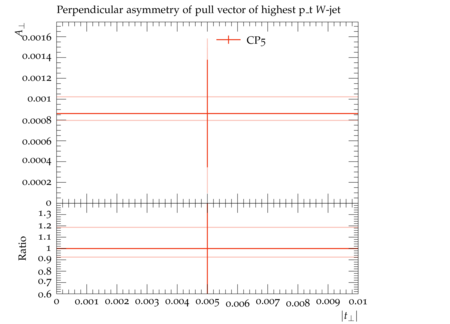 Perpendicular asymmetry of pull vector of highest p_t W-jet
A⊥
CP5
0.0016
0.0014
0.0012
0.001
0.0008
0.0006
0.0004
0.0002
0
Ratio
1.3
1.2
1.1
1
0.9
0.8
0.7
0.6
0 0.001 0.002 0.003 0.004 0.005 0.006 0.007 0.008 0.009 0.01
|t⊥|